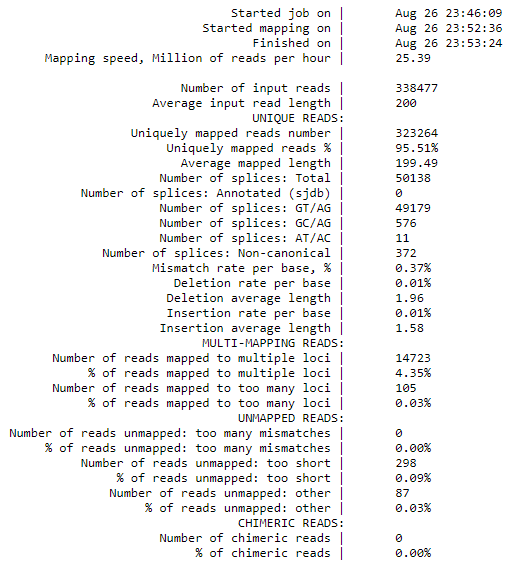 Started job on | Aug 26 23:46:09
Started mapping on | Aug 26 23:52:36
Finished on | Aug 26 23:53:24
Mapping speed, Million of reads per hour | 25.39
Number of input reads | 338477
Average input read length | 200
UNIQUE READS:
Uniquely mapped reads number | 323264
Uniquely mapped reads % | 95.51%
Average mapped length | 199.49
Number of splices: Total | 50138
Number of splices: Annotated (sjdb) | 0
Number of splices: GT/AG | 49179
Number of splices: GC/AG | 576
Number of splices: AT/AC | 11
Number of splices: Non-canonical | 372
Mismatch rate per base, % | 0.37%
Deletion rate per base | 0.01%
Deletion average length | 1.96
Insertion rate per base | 0.01%
Insertion average length | 1.58
MULTI-MAPPING READS:
Number of reads mapped to multiple loci | 14723
% of reads mapped to multiple loci | 4.35%
Number of reads mapped to too many loci | 105
% of reads mapped to too many loci | 0.03%
UNMAPPED READS:
Number of reads unmapped: too many mismatches | 0
% of reads unmapped: too many mismatches | 0.00%
Number of reads unmapped: too short | 298
% of reads unmapped: too short | 0.09%
Number of reads unmapped: other | 87
% of reads unmapped: other | 0.03%
CHIMERIC READS:
Number of chimeric reads | 0
% of chimeric reads | 0.00%